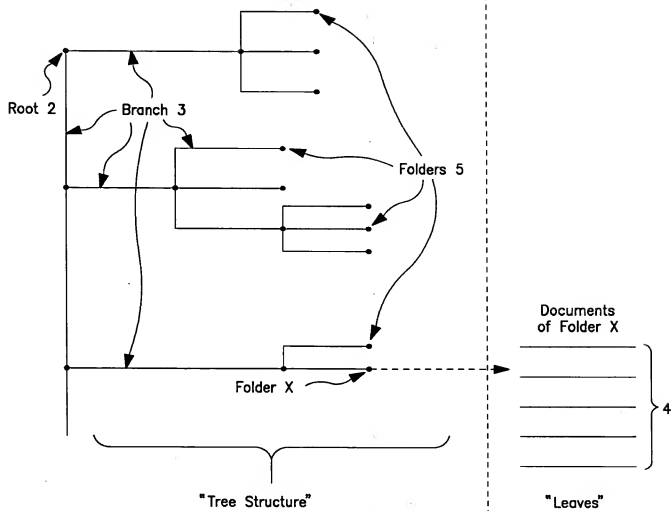 Root 2
Branch 3
Folders 5
Documents
of Folder X
Folder X
4
"Tree Structure"
"Leaves"